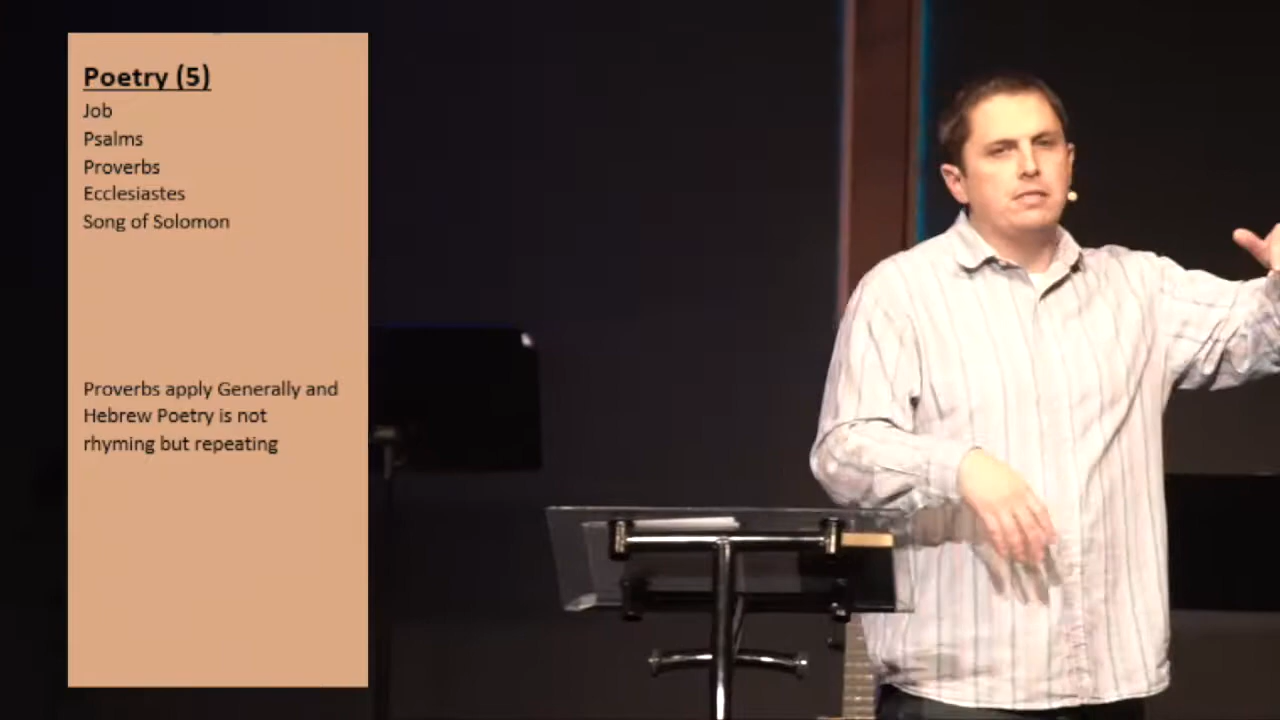 Poetry (5)
Job
Psalms
Proverbs
Ecclesiastes
Song of Solomon
Proverbs apply Generally and
Hebrew Poetry is not
rhyming but repeating